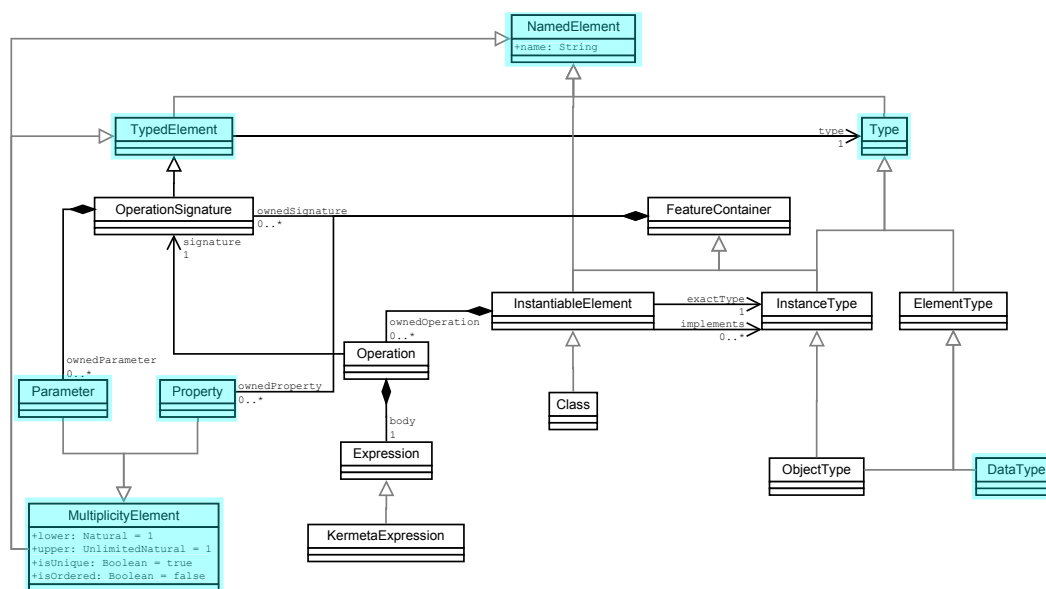 NamedElement
+name: String
TypedElement
type
1
Type
OperationSignature
ownedSignature
0..*
FeatureContainer
signature
1
InstantiableElement
exactType
1
implements
0..*
InstanceType
ElementType
ownedOperation
0..*
Operation
ownedParameter
0..*
Parameter
Property
ownedProperty
0..*
Class
body
1
Expression
ObjectType
DataType
MultiplicityElement
+lower: Natural = 1
+upper: UnlimitedNatural = 1
+isUnique: Boolean = true
+isOrdered: Boolean = false
KermetaExpression